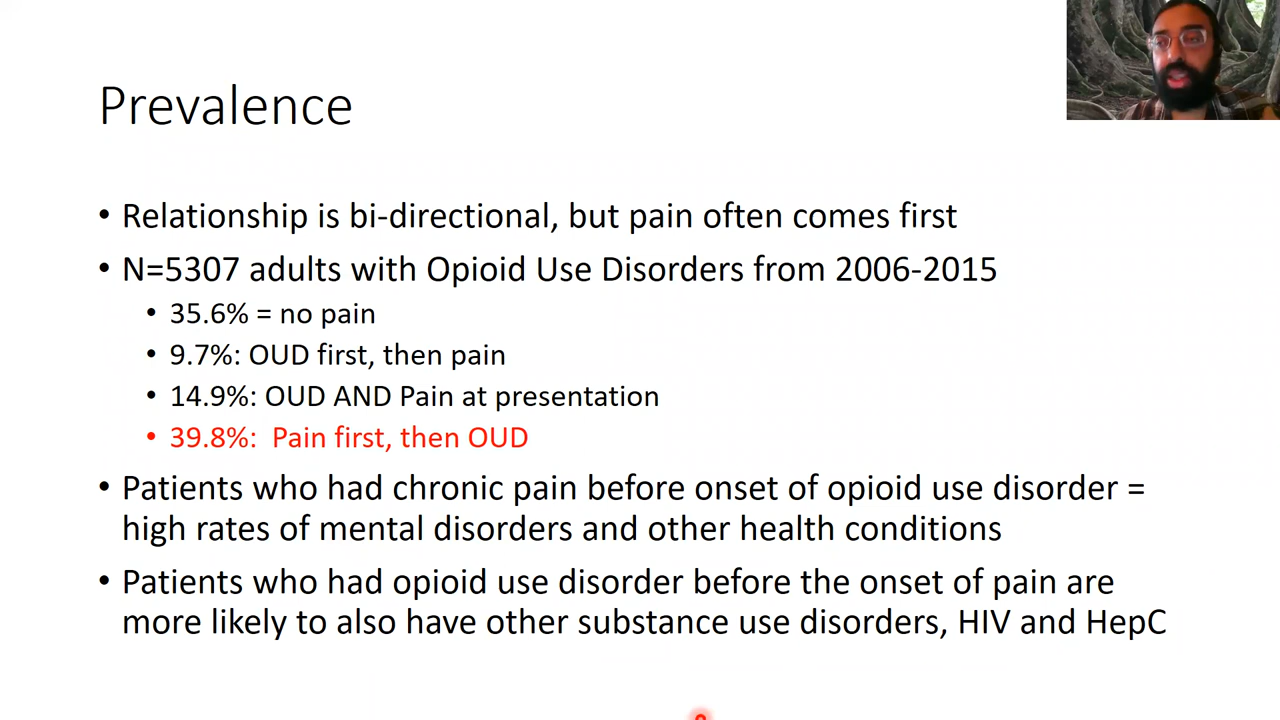 Prevalence
• Relationship is bi-directional, but pain often comes first
• N=5307 adults with Opioid Use Disorders from 2006-2015
• 35.6% = no pain
• 9.7%: OUD first, then pain
• 14.9%: OUD AND Pain at presentation
• 39.8%:  Pain first, then OUD
• Patients who had chronic pain before onset of opioid use disorder =
high rates of mental disorders and other health conditions
• Patients who had opioid use disorder before the onset of pain are
more likely to also have other substance use disorders, HIV and HepC